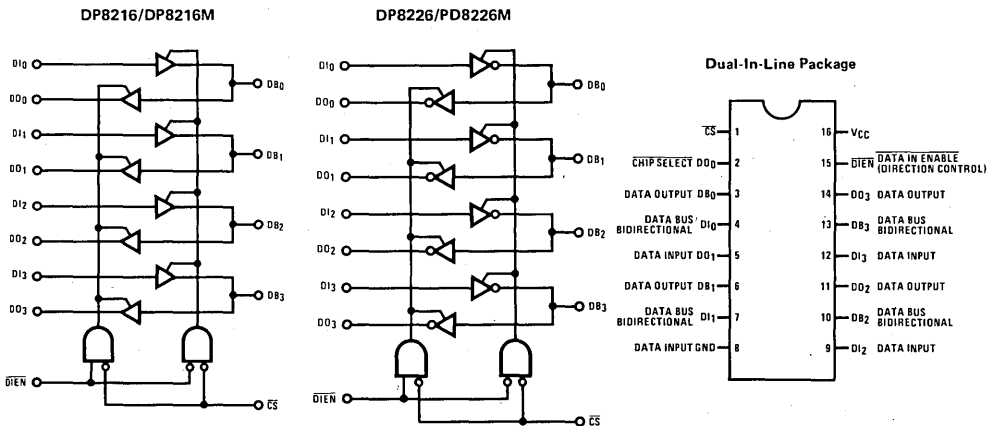 DP8216/DP8216M
DI0
DO0
DB0
DI1
DO1
DB1
DI2
DO2
DB2
DI3
DO3
DB3
DIEN
CS
DP8226/PD8226M
DI0
DO0
DB0
DI1
DO1
DB1
DI2
DO2
DB2
DI3
DO3
DB3
DIEN
CS
Dual-In-Line Package
CS 1
CHIP SELECT DO0 2
DATA OUTPUT DB0 3
DATA BUS
BIDIRECTIONAL DI0 4
DATA INPUT DO1 5
DATA OUTPUT DB1 6
DATA BUS
BIDIRECTIONAL DI1 7
DATA INPUT GND 8
16 VCC
15 DIEN DATA IN ENABLE
(DIRECTION CONTROL)
14 DO3 DATA OUTPUT
13 DB3 DATA BUS
BIDIRECTIONAL
12 DI3 DATA INPUT
11 DO2 DATA OUTPUT
10 DB2 DATA BUS
BIDIRECTIONAL
9 DI2 DATA INPUT